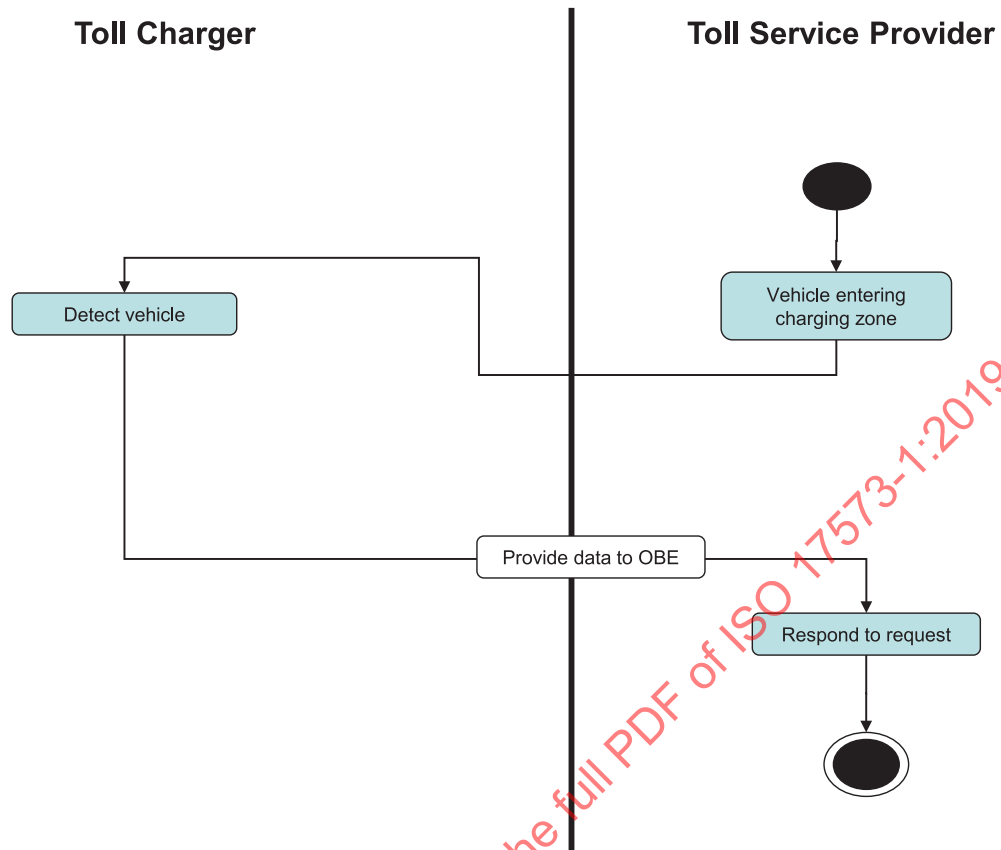 Toll Charger
Toll Service Provider
Vehicle entering
charging zone
Detect vehicle
Provide data to OBE
Respond to request
he full PDF of ISO 17573-1:2019